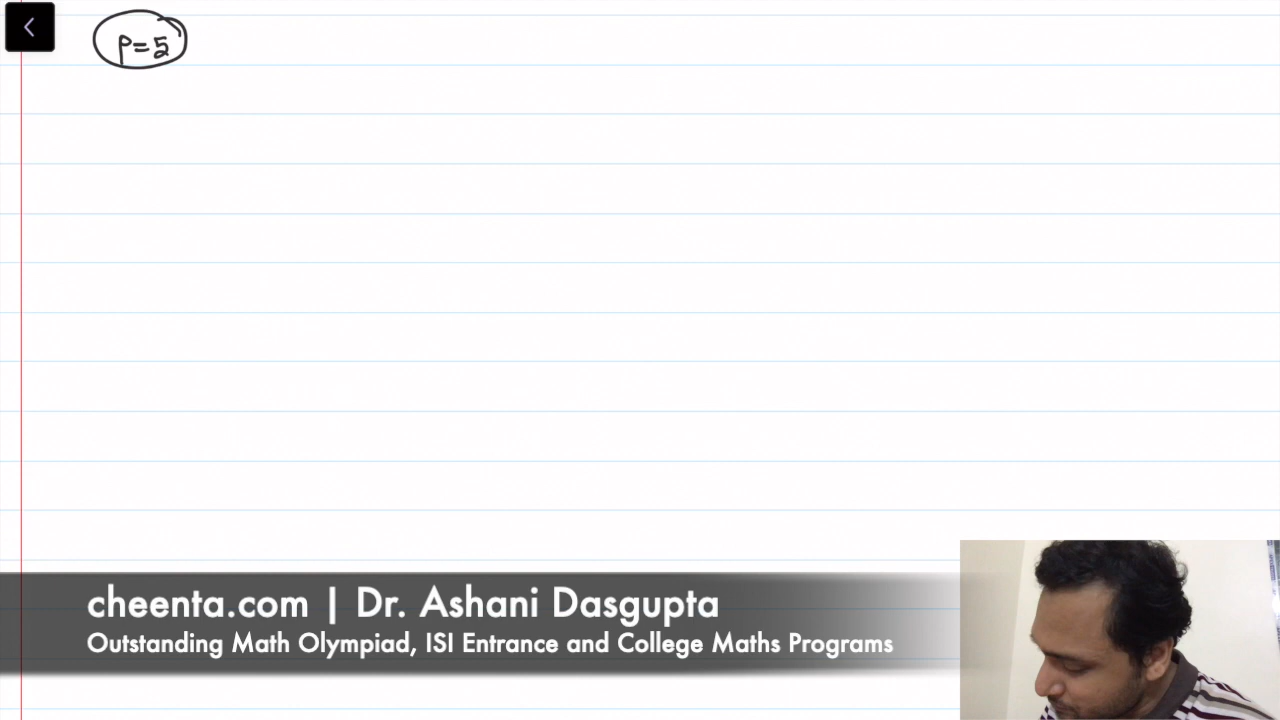 p=5
cheenta.com | Dr. Ashani Dasgupta
Outstanding Math Olympiad, ISI Entrance and College Maths Programs